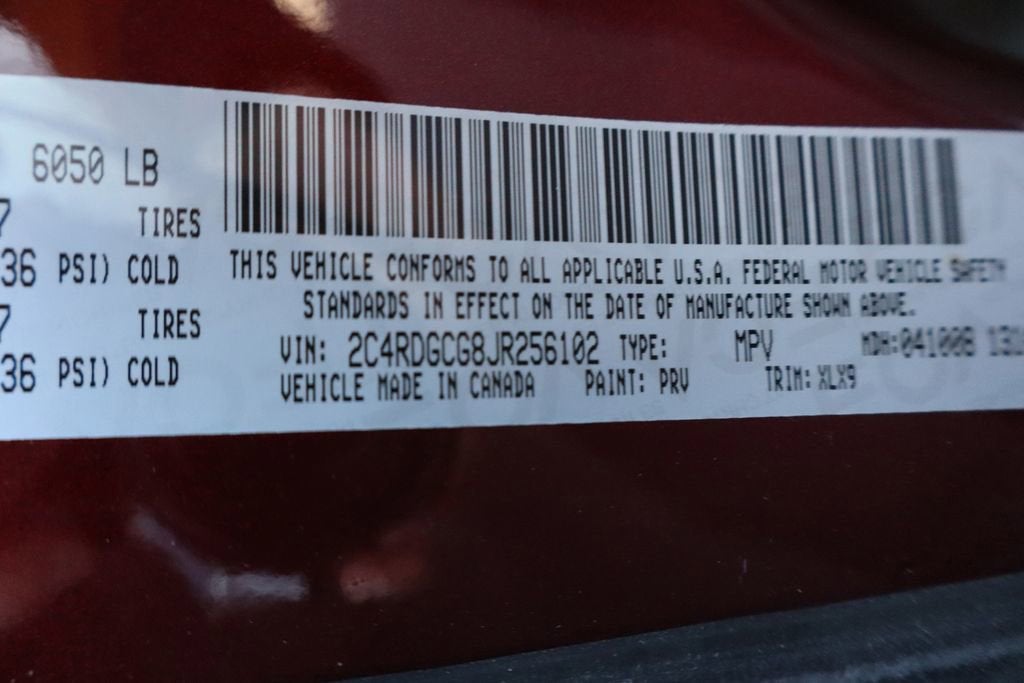 6050 LB
7 TIRES
36 PSI) COLD
7 TIRES
36 PSI) COLD
THIS VEHICLE CONFORMS TO ALL APPLICABLE U.S.A. FEDERAL MOTOR VEHICLE SAFETY
STANDARDS IN EFFECT ON THE DATE OF MANUFACTURE SHOWN ABOVE.
VIN: 2C4RDGCG8JR256102 TYPE: MPV MDH:041008
VEHICLE MADE IN CANADA PAINT: PRV TRIM: XLX9